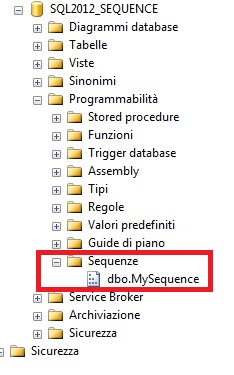 SQL2012_SEQUENCE
Diagrammi database
Tabelle
Viste
Sinonimi
Programmabilità
Stored procedure
Funzioni
Trigger database
Assembly
Tipi
Regole
Valori predefiniti
Guide di piano
Sequenze
dbo.MySequence
Service Broker
Archiviazione
Sicurezza
Sicurezza